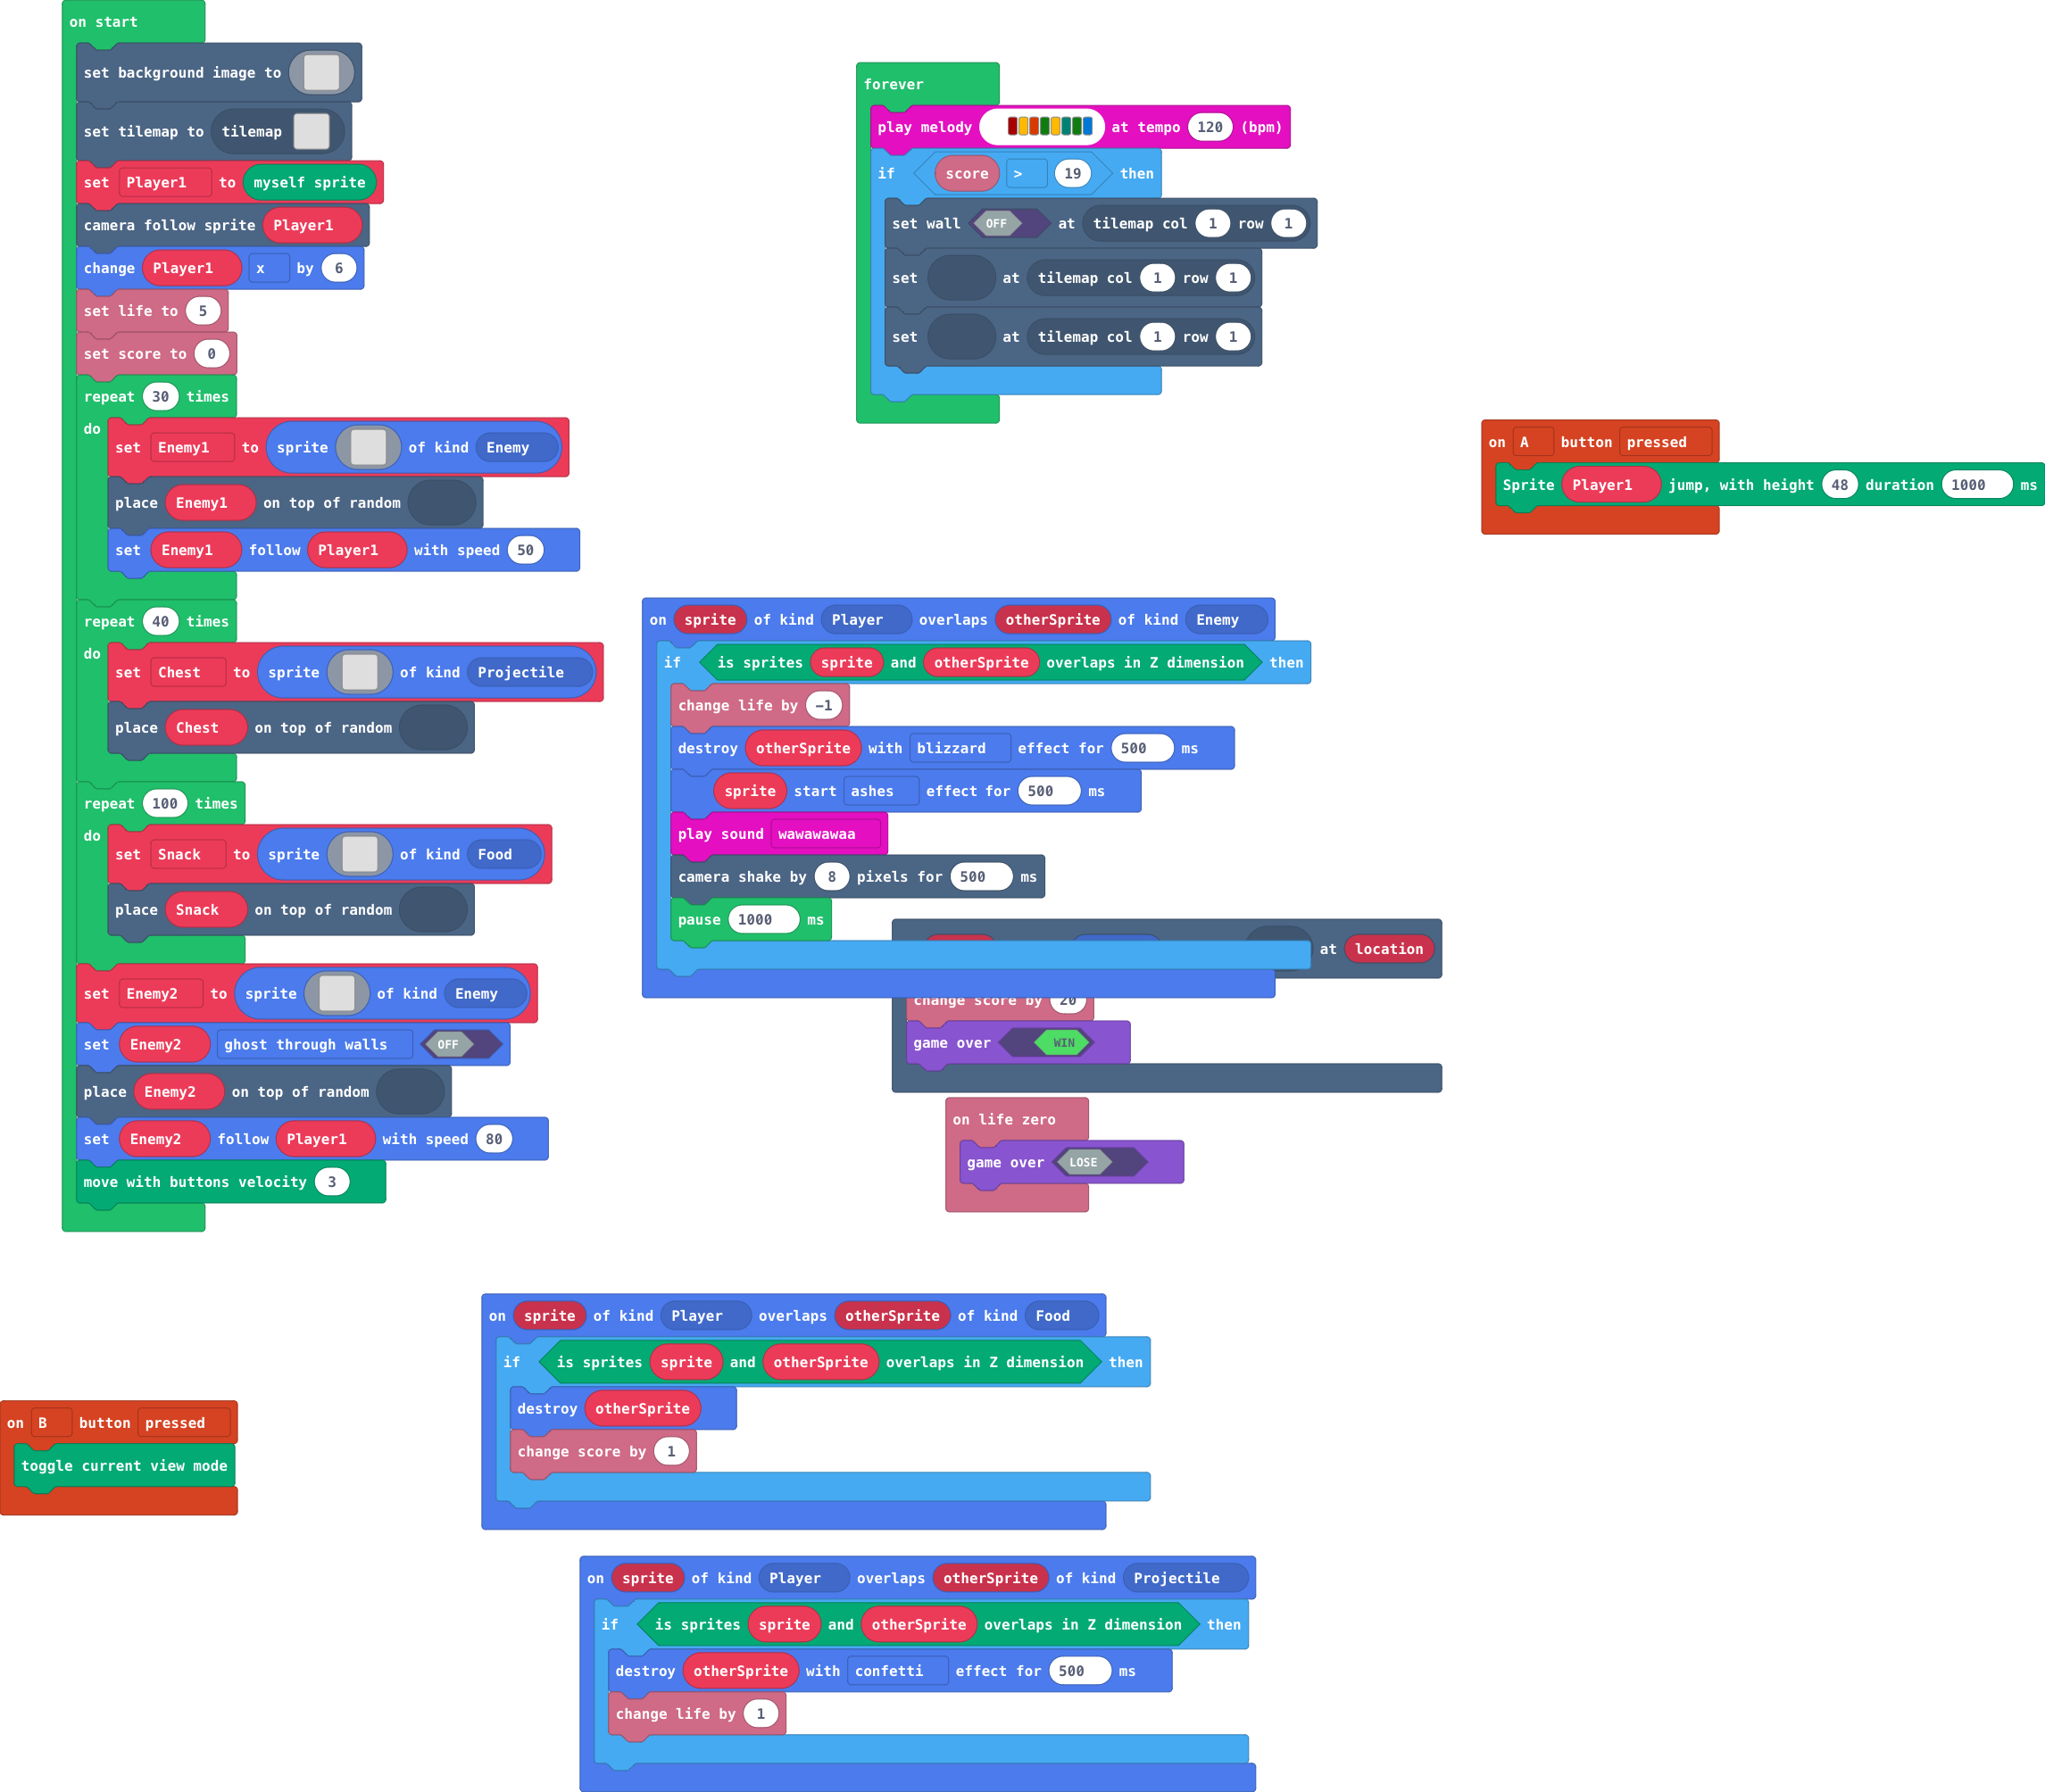 on start
set background image to
set tilemap to tilemap
set Player1 to myself sprite
camera follow sprite Player1
change Player1 x by 6
set life to 5
set score to 0
repeat 30 times
do
set Enemy1 to sprite of kind Enemy
place Enemy1 on top of random
set Enemy1 follow Player1 with speed 50
repeat 40 times
do
set Chest to sprite of kind Projectile
place Chest on top of random
repeat 100 times
do
set Snack to sprite of kind Food
place Snack on top of random
set Enemy2 to sprite of kind Enemy
set Enemy2 ghost through walls OFF
place Enemy2 on top of random
set Enemy2 follow Player1 with speed 80
move with buttons velocity 3
forever
play melody at tempo 120 (bpm)
if score > 19 then
set wall OFF at tilemap col 1 row 1
set at tilemap col 1 row 1
set at tilemap col 1 row 1
on A button pressed
Sprite Player1 jump, with height 48 duration 1000 ms
on sprite of kind Player overlaps otherSprite of kind Enemy
if is sprites sprite and otherSprite overlaps in Z dimension then
change life by -1
destroy otherSprite with blizzard effect for 500 ms
sprite start ashes effect for 500 ms
play sound wawawawaa
camera shake by 8 pixels for 500 ms
pause 1000 ms
at location
change score by 20
game over WIN
on life zero
game over LOSE
on B button pressed
toggle current view mode
on sprite of kind Player overlaps otherSprite of kind Food
if is sprites sprite and otherSprite overlaps in Z dimension then
destroy otherSprite
change score by 1
on sprite of kind Player overlaps otherSprite of kind Projectile
if is sprites sprite and otherSprite overlaps in Z dimension then
destroy otherSprite with confetti effect for 500 ms
change life by 1